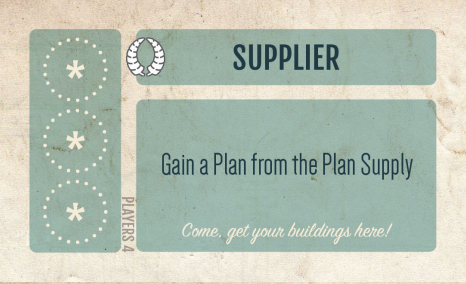 SUPPLIER
Gain a Plan from the Plan Supply
Come, get your buildings here!
PLAYERS 4
*
*
*